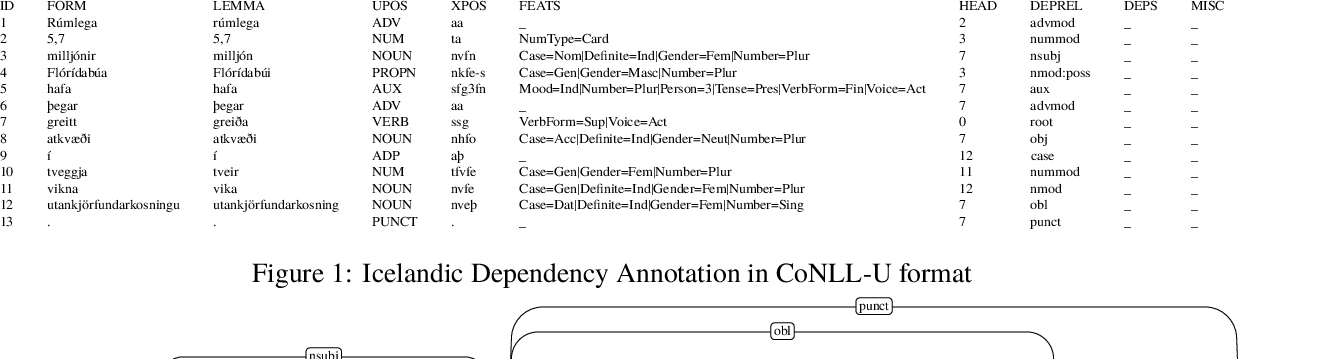 ID FORM LEMMA UPOS XPOS FEATS HEAD DEPREL DEPS MISC
1 Rúmlega rúmlega ADV aa _ 2 advmod _ _
2 5,7 5,7 NUM ta NumType=Card 3 nummod _ _
3 milljónir milljón NOUN nvfn Case=Nom|Definite=Ind|Gender=Fem|Number=Plur 7 nsubj _ _
4 Flórídabúa Flórídabúi PROPN nkfe-s Case=Gen|Gender=Masc|Number=Plur 3 nmod:poss _ _
5 hafa hafa AUX sfg3fn Mood=Ind|Number=Plur|Person=3|Tense=Pres|VerbForm=Fin|Voice=Act 7 aux _ _
6 þegar þegar ADV aa _ 7 advmod _ _
7 greitt greiða VERB ssg VerbForm=Sup|Voice=Act 0 root _ _
8 atkvæði atkvæði NOUN nhfo Case=Acc|Definite=Ind|Gender=Neut|Number=Plur 7 obj _ _
9 í í ADP aþ _ 12 case _ _
10 tveggja tveir NUM tfvfe Case=Gen|Gender=Fem|Number=Plur 11 nummod _ _
11 vikna vika NOUN nvfe Case=Gen|Definite=Ind|Gender=Fem|Number=Plur 12 nmod _ _
12 utankjörfundarkosningu utankjörfundarkosning NOUN nveþ Case=Dat|Definite=Ind|Gender=Fem|Number=Sing 7 obl _ _
13 . . PUNCT . _ 7 punct _ _
Figure 1: Icelandic Dependency Annotation in CoNLL-U format
punct
obl
nsubj